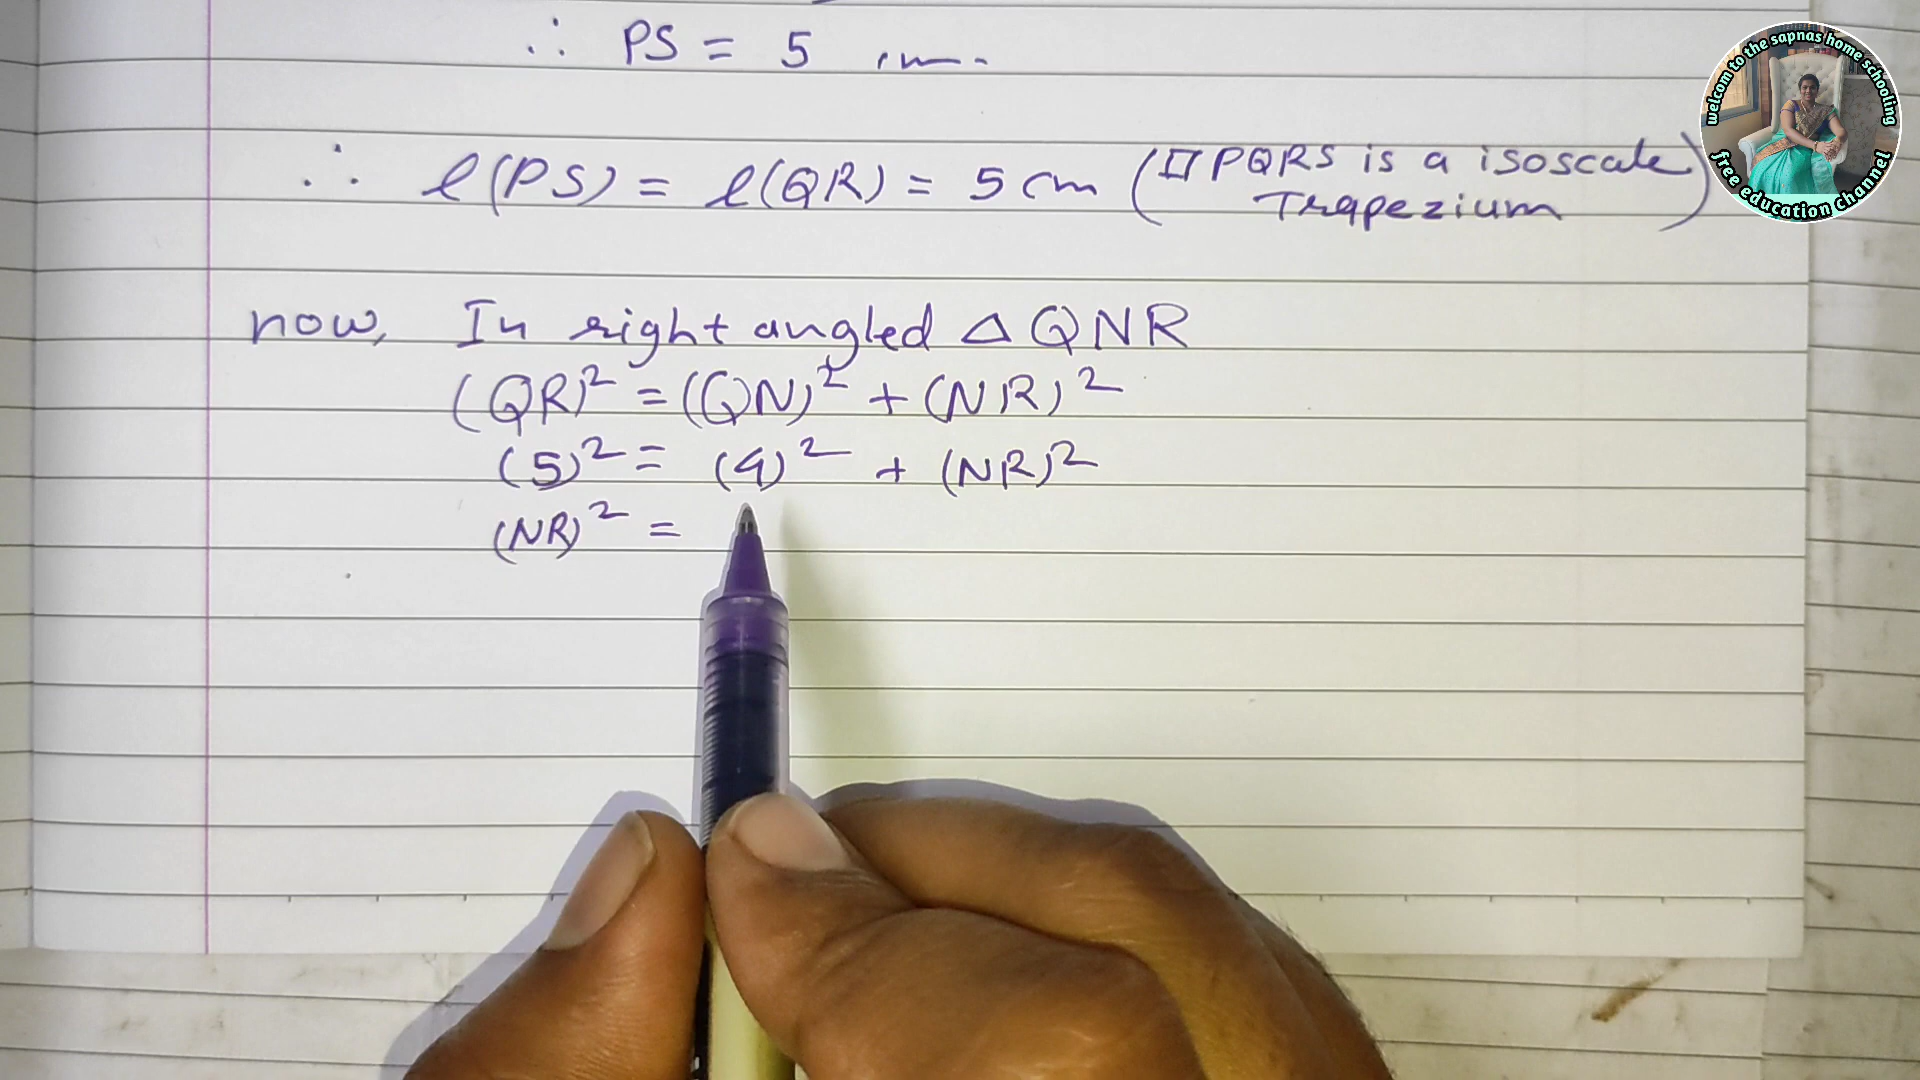 ∴ PS = 5 cm.
∴ l(PS) = l(QR) = 5 cm (□ PQRS is a isoscale
Trapezium)
now, In right angled △ QNR
(QR)² = (QN)² + (NR)²
(5)² = (4)² + (NR)²
(NR)² =
welcom to the sapnas home schooling
free education channel